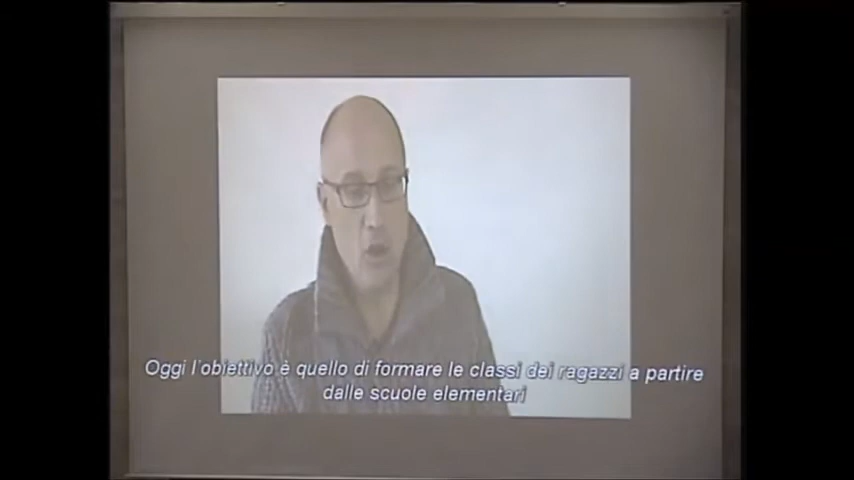 Oggi l'obiettivo è quello di formare le classi dei ragazzi a partire
dalle scuole elementari